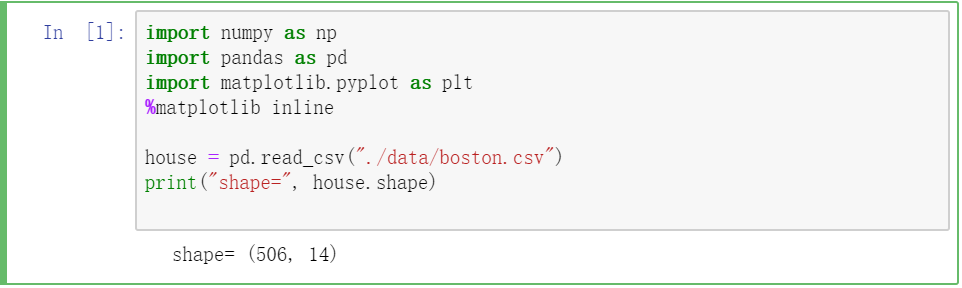 In [1]:
import numpy as np
import pandas as pd
import matplotlib.pyplot as plt
%matplotlib inline
house = pd.read_csv("./data/boston.csv")
print("shape=", house.shape)
shape= (506, 14)